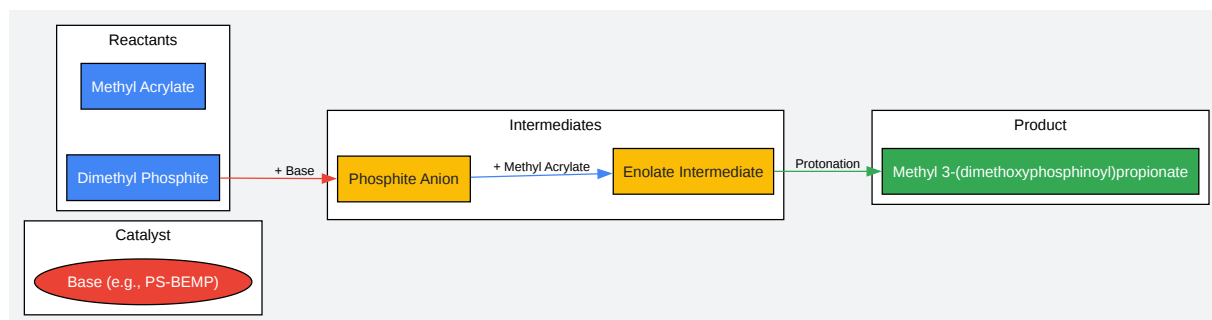 Reactants
Methyl Acrylate
Dimethyl Phosphite
+ Base
Intermediates
Phosphite Anion
+ Methyl Acrylate
Enolate Intermediate
Protonation
Product
Methyl 3-(dimethoxyphosphinoyl)propionate
Catalyst
Base (e.g., PS-BEMP)